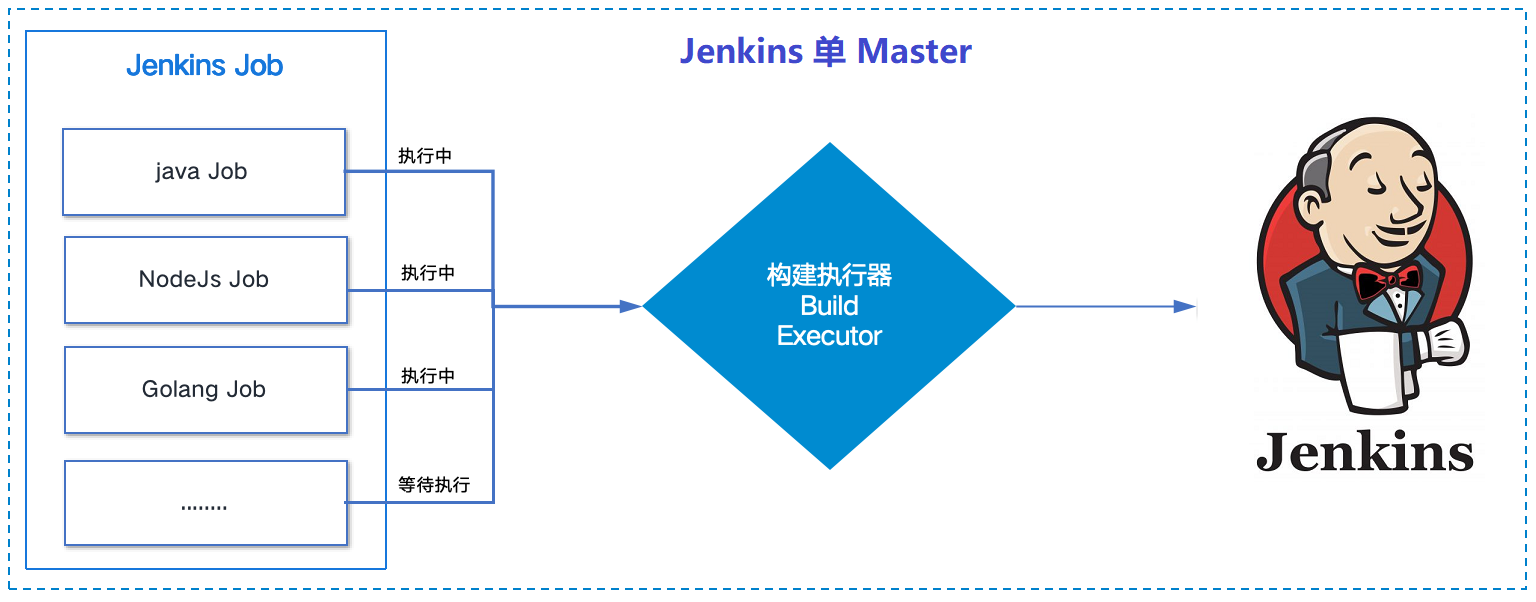 Jenkins 单 Master
Jenkins Job
java Job
执行中
NodeJs Job
执行中
Golang Job
执行中
........
等待执行
构建执行器
Build
Executor
Jenkins